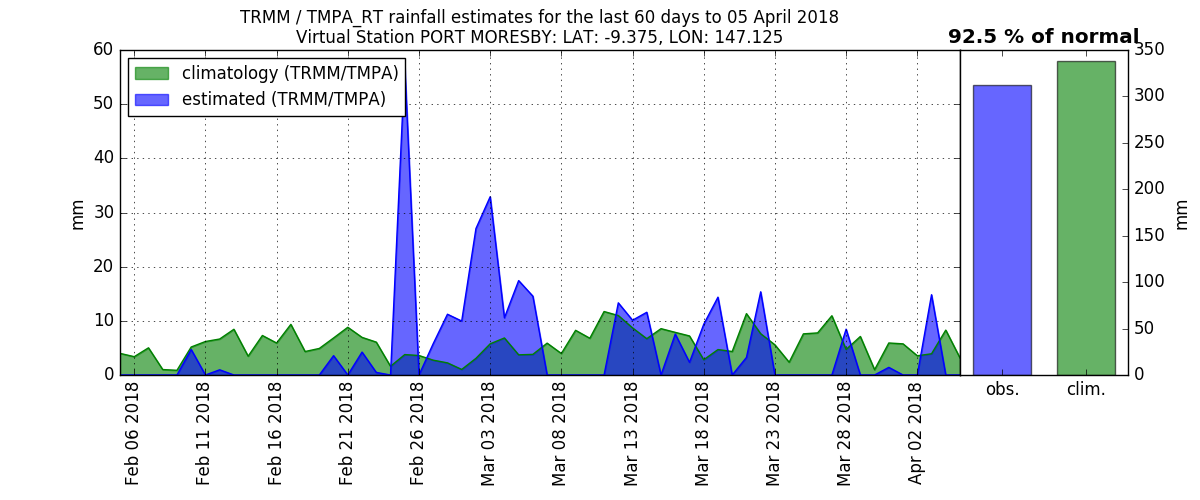 TRMM / TMPA_RT rainfall estimates for the last 60 days to 05 April 2018
Virtual Station PORT MORESBY: LAT: -9.375, LON: 147.125
92.5 % of normal
climatology (TRMM/TMPA)
estimated (TRMM/TMPA)
60
50
40
30
20
10
0
mm
350
300
250
200
150
100
50
0
mm
Feb 06 2018
Feb 11 2018
Feb 16 2018
Feb 21 2018
Feb 26 2018
Mar 03 2018
Mar 08 2018
Mar 13 2018
Mar 18 2018
Mar 23 2018
Mar 28 2018
Apr 02 2018
obs.
clim.